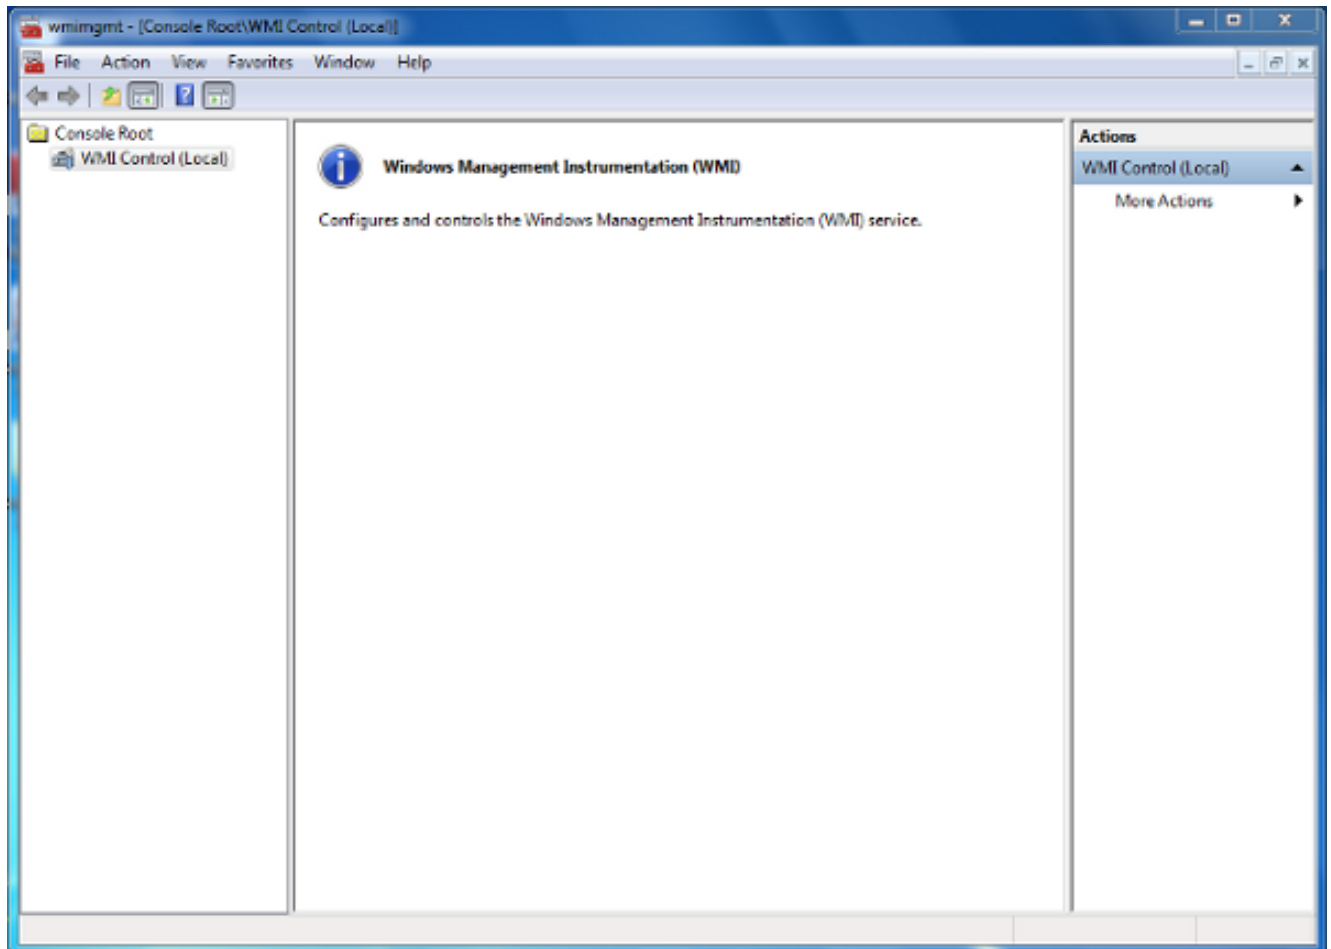 wmimgmt - [Console Root\WMI Control (Local)]
File Action View Favorites Window Help
Console Root
WMI Control (Local)
Windows Management Instrumentation (WMI)
Configures and controls the Windows Management Instrumentation (WMI) service.
Actions
WMI Control (Local)
More Actions